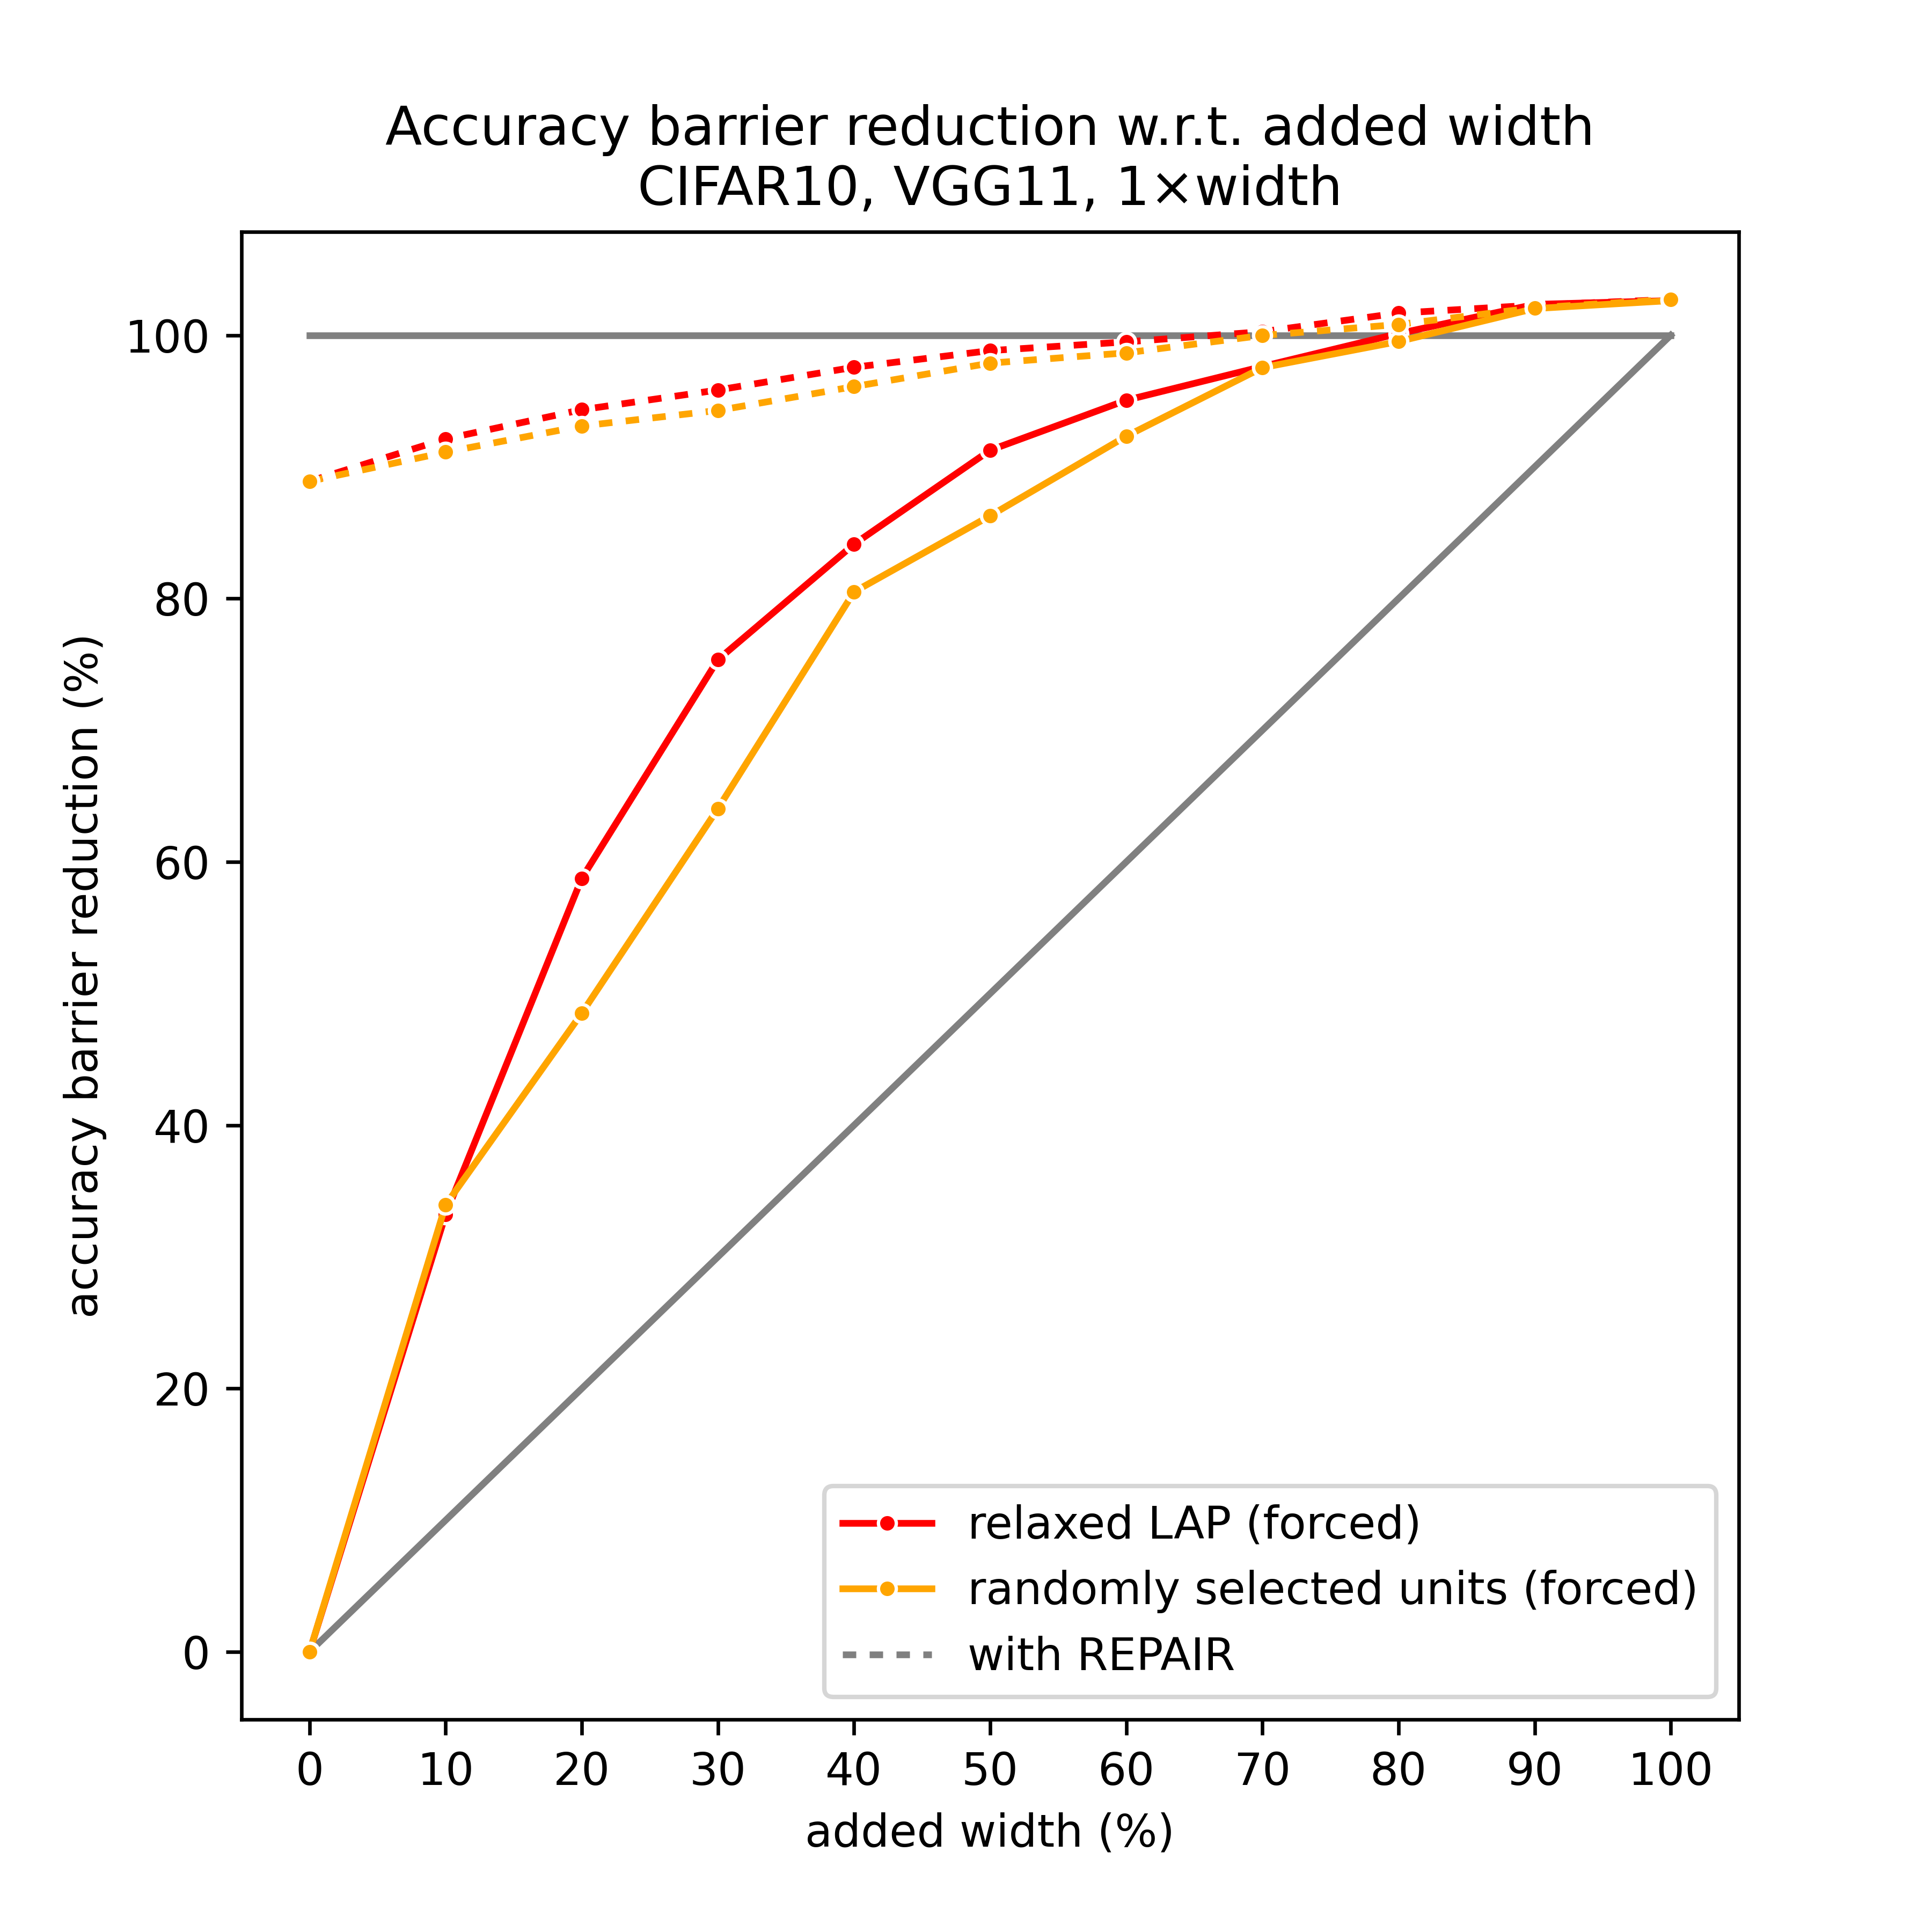 Accuracy barrier reduction w.r.t. added width
CIFAR10, VGG11, 1×width
accuracy barrier reduction (%)
100
80
60
40
20
0
relaxed LAP (forced)
randomly selected units (forced)
with REPAIR
0 10 20 30 40 50 60 70 80 90 100
added width (%)